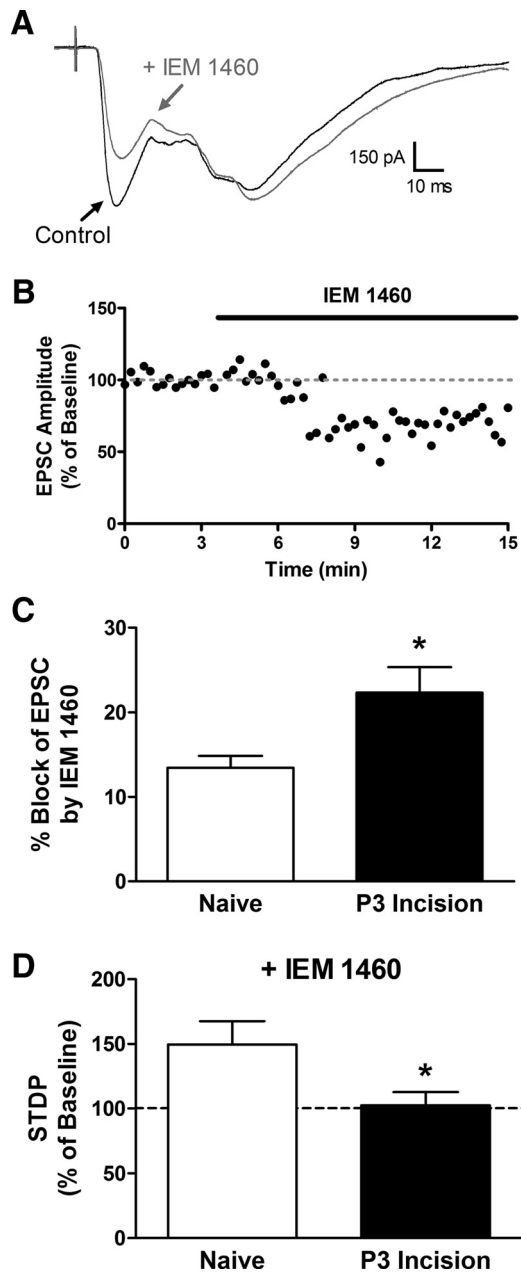 A
+ IEM 1460
Control
150 pA
10 ms
B
IEM 1460
EPSC Amplitude
(% of Baseline)
150
100
50
0
0 3 6 9 12 15
Time (min)
C
% Block of EPSC
by IEM 1460
30
20
10
0
*
Naive P3 Incision
D
+ IEM 1460
STDP
(% of Baseline)
200
150
100
50
0
*
Naive P3 Incision